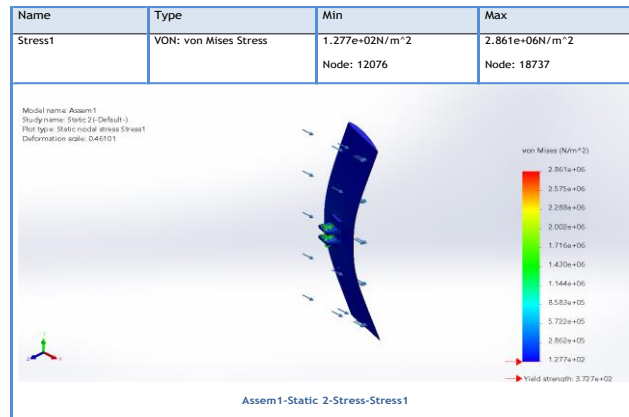 Name Type Min Max
Stress1 VON: von Mises Stress 1.277e+02N/m^2 2.861e+06N/m^2
Node: 12076 Node: 18737
Model name: Assem1
Study name: Static 2(-Default-)
Plot type: Static nodal stress Stress1
Deformation scale: 0.46101
von Mises (N/m^2)
2.861e+06
2.575e+06
2.288e+06
2.002e+06
1.716e+06
1.430e+06
1.144e+06
8.583e+05
5.722e+05
2.862e+05
1.277e+02
Yield strength: 3.727e+02
Assem1-Static 2-Stress-Stress1